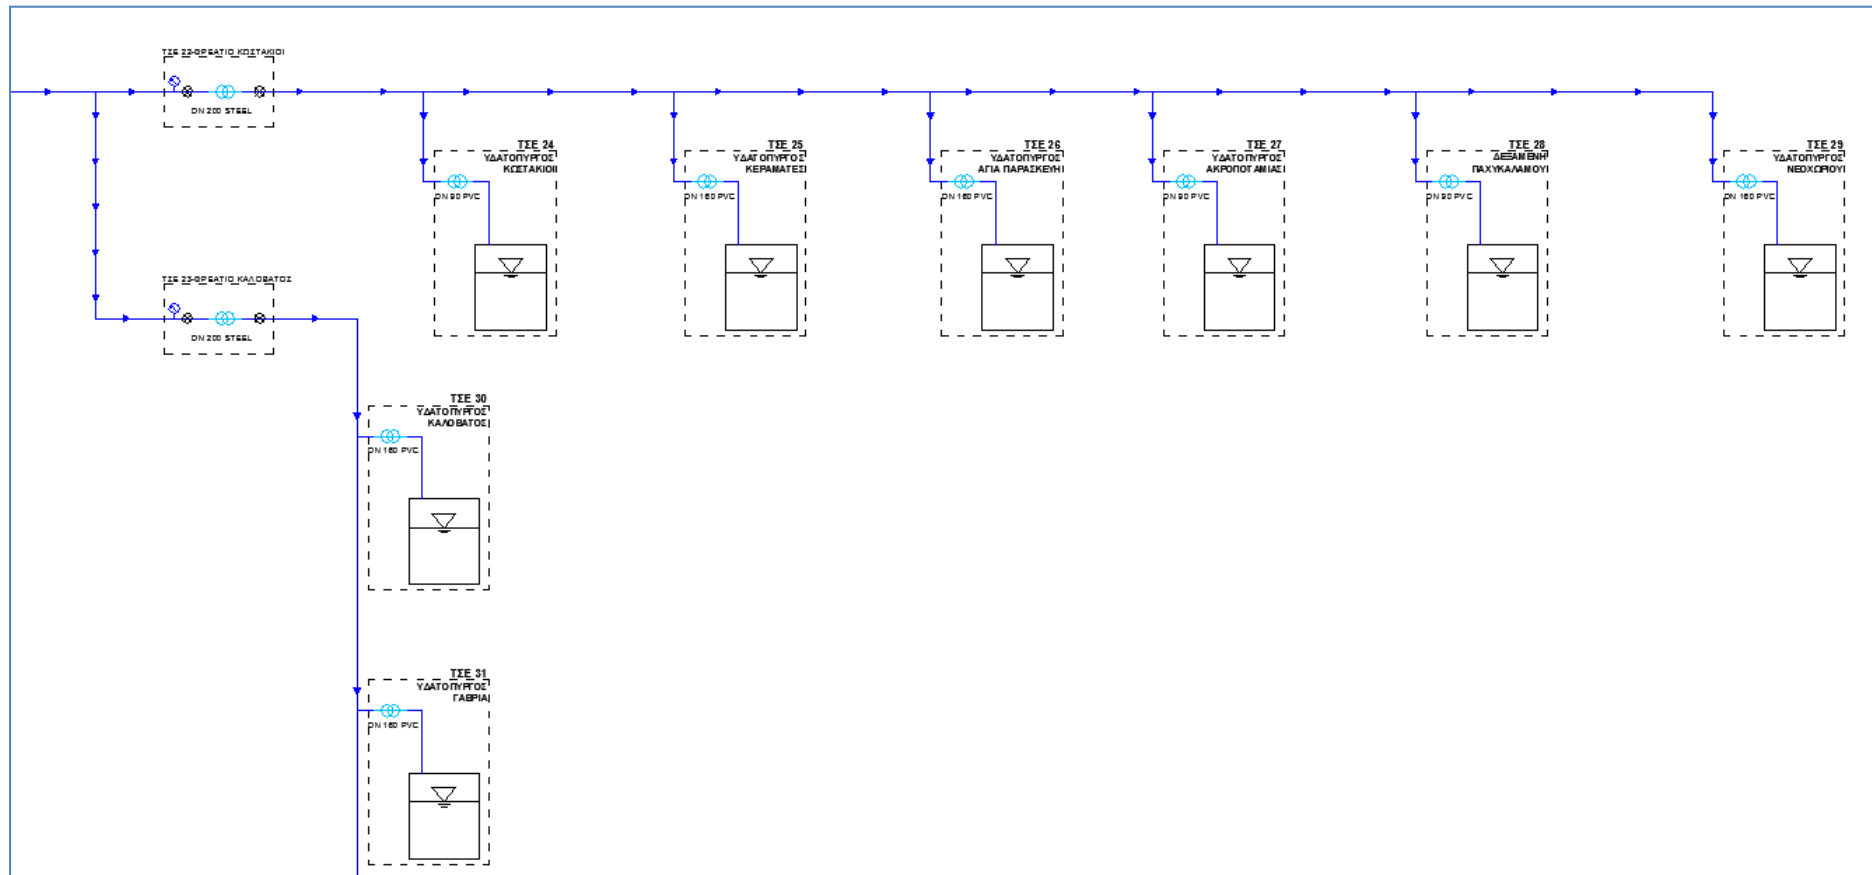 ΤΣΕ 23-ΦΡΕΑΤΙΟ ΚΩΣΤΑΚΙΟΙ
DN 200 STEEL
ΤΣΕ 24
ΥΔΑΤΟΠΥΡΓΟΣ
ΚΩΣΤΑΚΙΟΙ
DN 90 PVC
ΤΣΕ 25
ΥΔΑΤΟΠΥΡΓΟΣ
ΚΕΡΑΜΑΤΕΣ
DN 160 PVC
ΤΣΕ 26
ΥΔΑΤΟΠΥΡΓΟΣ
ΑΓΙΑ ΠΑΡΑΣΚΕΥΗ
DN 160 PVC
ΤΣΕ 27
ΥΔΑΤΟΠΥΡΓΟΣ
ΑΚΡΟΠΟΤΑΜΙΑΣ
DN 90 PVC
ΤΣΕ 28
ΔΕΞΑΜΕΝΗ
ΠΑΧΥΚΑΛΑΜΟΥ
DN 90 PVC
ΤΣΕ 29
ΥΔΑΤΟΠΥΡΓΟΣ
ΝΕΟΧΩΡΙΟΥ
DN 160 PVC
ΤΣΕ 23-ΦΡΕΑΤΙΟ ΚΑΛΟΒΑΤΟΣ
DN 200 STEEL
ΤΣΕ 30
ΥΔΑΤΟΠΥΡΓΟΣ
ΚΑΛΟΒΑΤΟΣ
DN 160 PVC
ΤΣΕ 31
ΥΔΑΤΟΠΥΡΓΟΣ
ΓΑΒΡΙΑ
DN 160 PVC